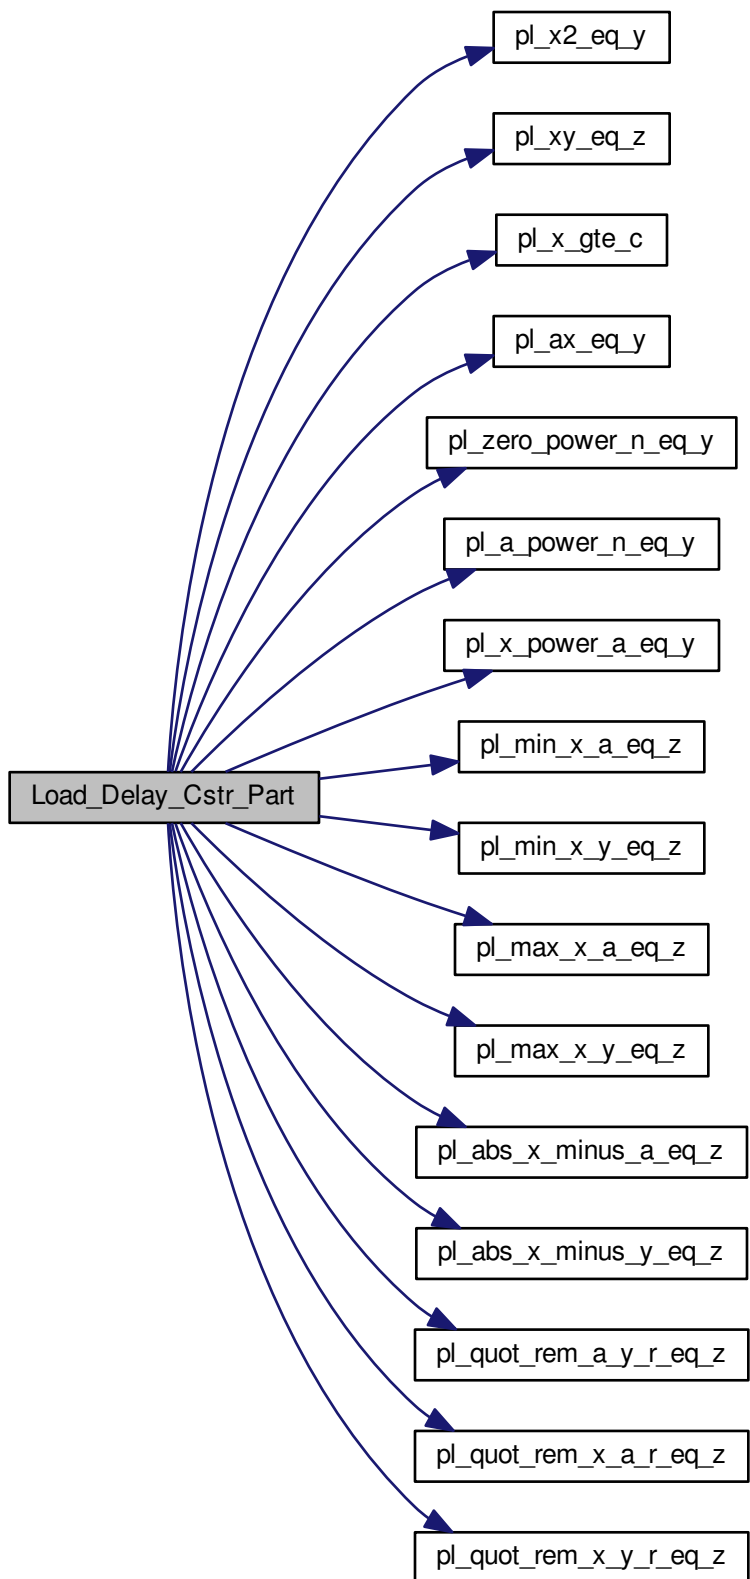 pl_x2_eq_y
pl_xy_eq_z
pl_x_gte_c
pl_ax_eq_y
pl_zero_power_n_eq_y
pl_a_power_n_eq_y
pl_x_power_a_eq_y
pl_min_x_a_eq_z
Load_Delay_Cstr_Part
pl_min_x_y_eq_z
pl_max_x_a_eq_z
pl_max_x_y_eq_z
pl_abs_x_minus_a_eq_z
pl_abs_x_minus_y_eq_z
pl_quot_rem_a_y_r_eq_z
pl_quot_rem_x_a_r_eq_z
pl_quot_rem_x_y_r_eq_z